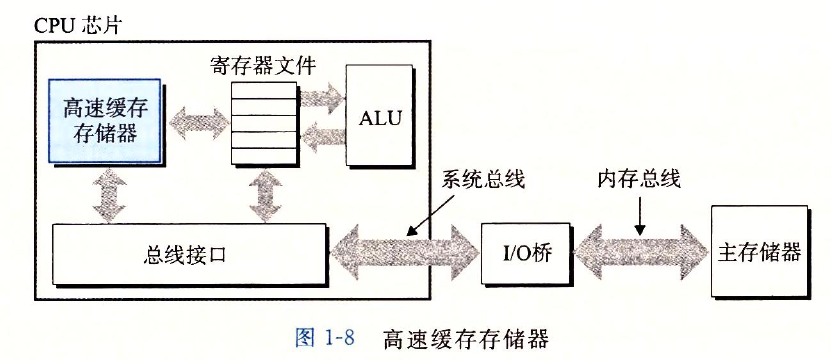 CPU 芯片
寄存器文件
高速缓存
存储器
ALU
系统总线
内存总线
总线接口
I/O桥
主存储器
图 1-8 高速缓存存储器